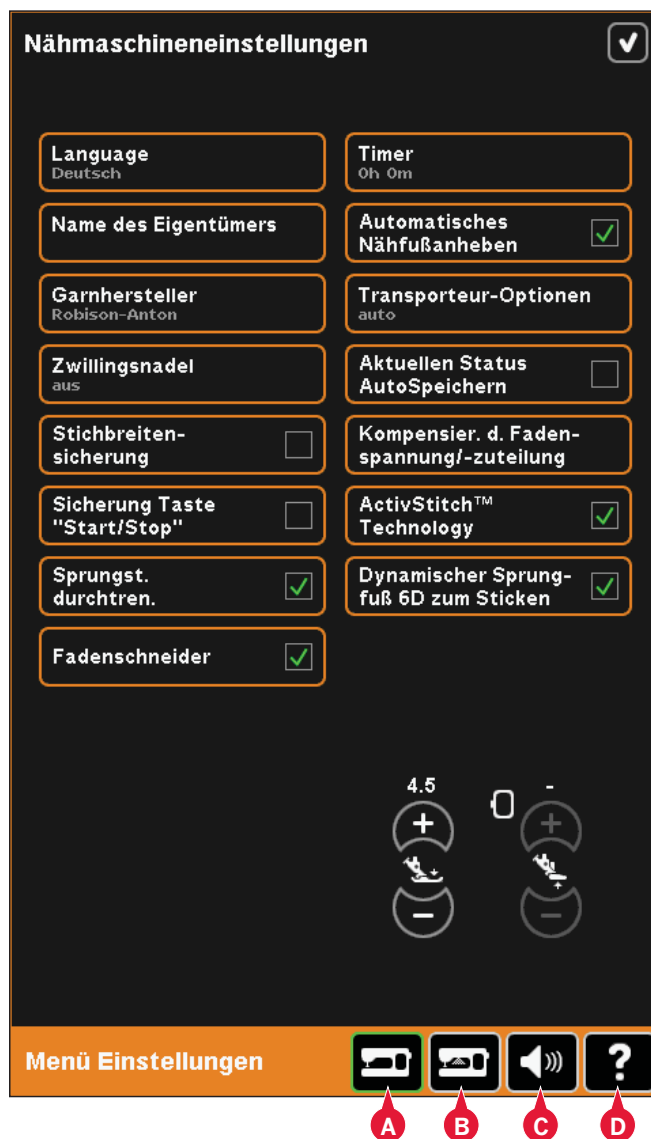 Nähmaschineneinstellungen
Language
Deutsch
Name des Eigentümers
Garnhersteller
Robison-Anton
Zwillingsnadel
aus
Stichbreiten-
sicherung
Sicherung Taste
"Start/Stop"
Sprungst.
durchtren.
Fadenschneider
Timer
0h 0m
Automatisches
Nähfußanheben
Transporteur-Optionen
auto
Aktuellen Status
AutoSpeichern
Kompensier. d. Faden-
spannung/-zuteilung
ActivStitch™
Technology
Dynamischer Sprung-
fuß 6D zum Sticken
4.5 -
+ +
- -
Menü Einstellungen ?
A B C D